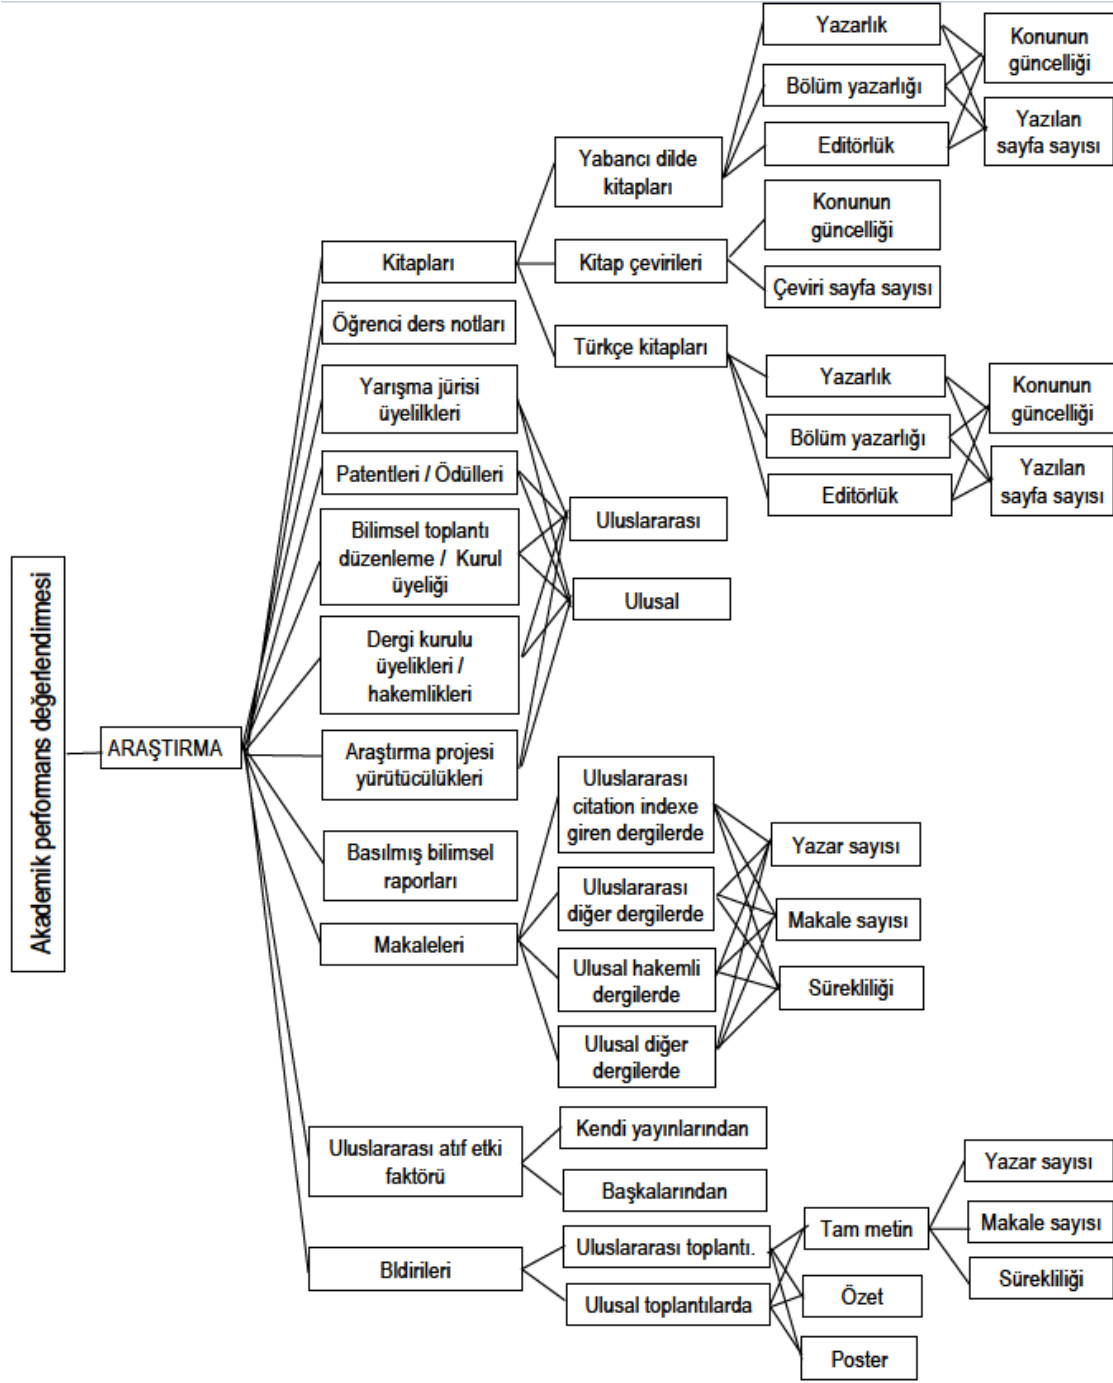 Akademik performans değerlendirmesi
ARAŞTIRMA
Kitapları
Öğrenci ders notları
Yarışma jürisi
üyelilkleri
Patentleri / Ödülleri
Bilimsel toplantı
düzenleme / Kurul
üyeliği
Dergi kurulu
üyelikleri /
hakemlikleri
Araştırma projesi
yürütücülükleri
Basılmış bilimsel
raporları
Makaleleri
Uluslararası atıf etki
faktörü
Bldirileri
Yabancı dilde
kitapları
Kitap çevirileri
Türkçe kitapları
Yazarlık
Bölüm yazarlığı
Editörlük
Konunun
güncelliği
Yazılan
sayfa sayısı
Konunun
güncelliği
Çeviri sayfa sayısı
Yazarlık
Bölüm yazarlığı
Editörlük
Konunun
güncelliği
Yazılan
sayfa sayısı
Uluslararası
Ulusal
Uluslararası
citation indexe
giren dergilerde
Uluslararası
diğer dergilerde
Ulusal hakemli
dergilerde
Ulusal diğer
dergilerde
Yazar sayısı
Makale sayısı
Sürekliliği
Kendi yayınlarından
Başkalarından
Uluslararası toplantı.
Ulusal toplantılarda
Tam metin
Özet
Poster
Yazar sayısı
Makale sayısı
Sürekliliği